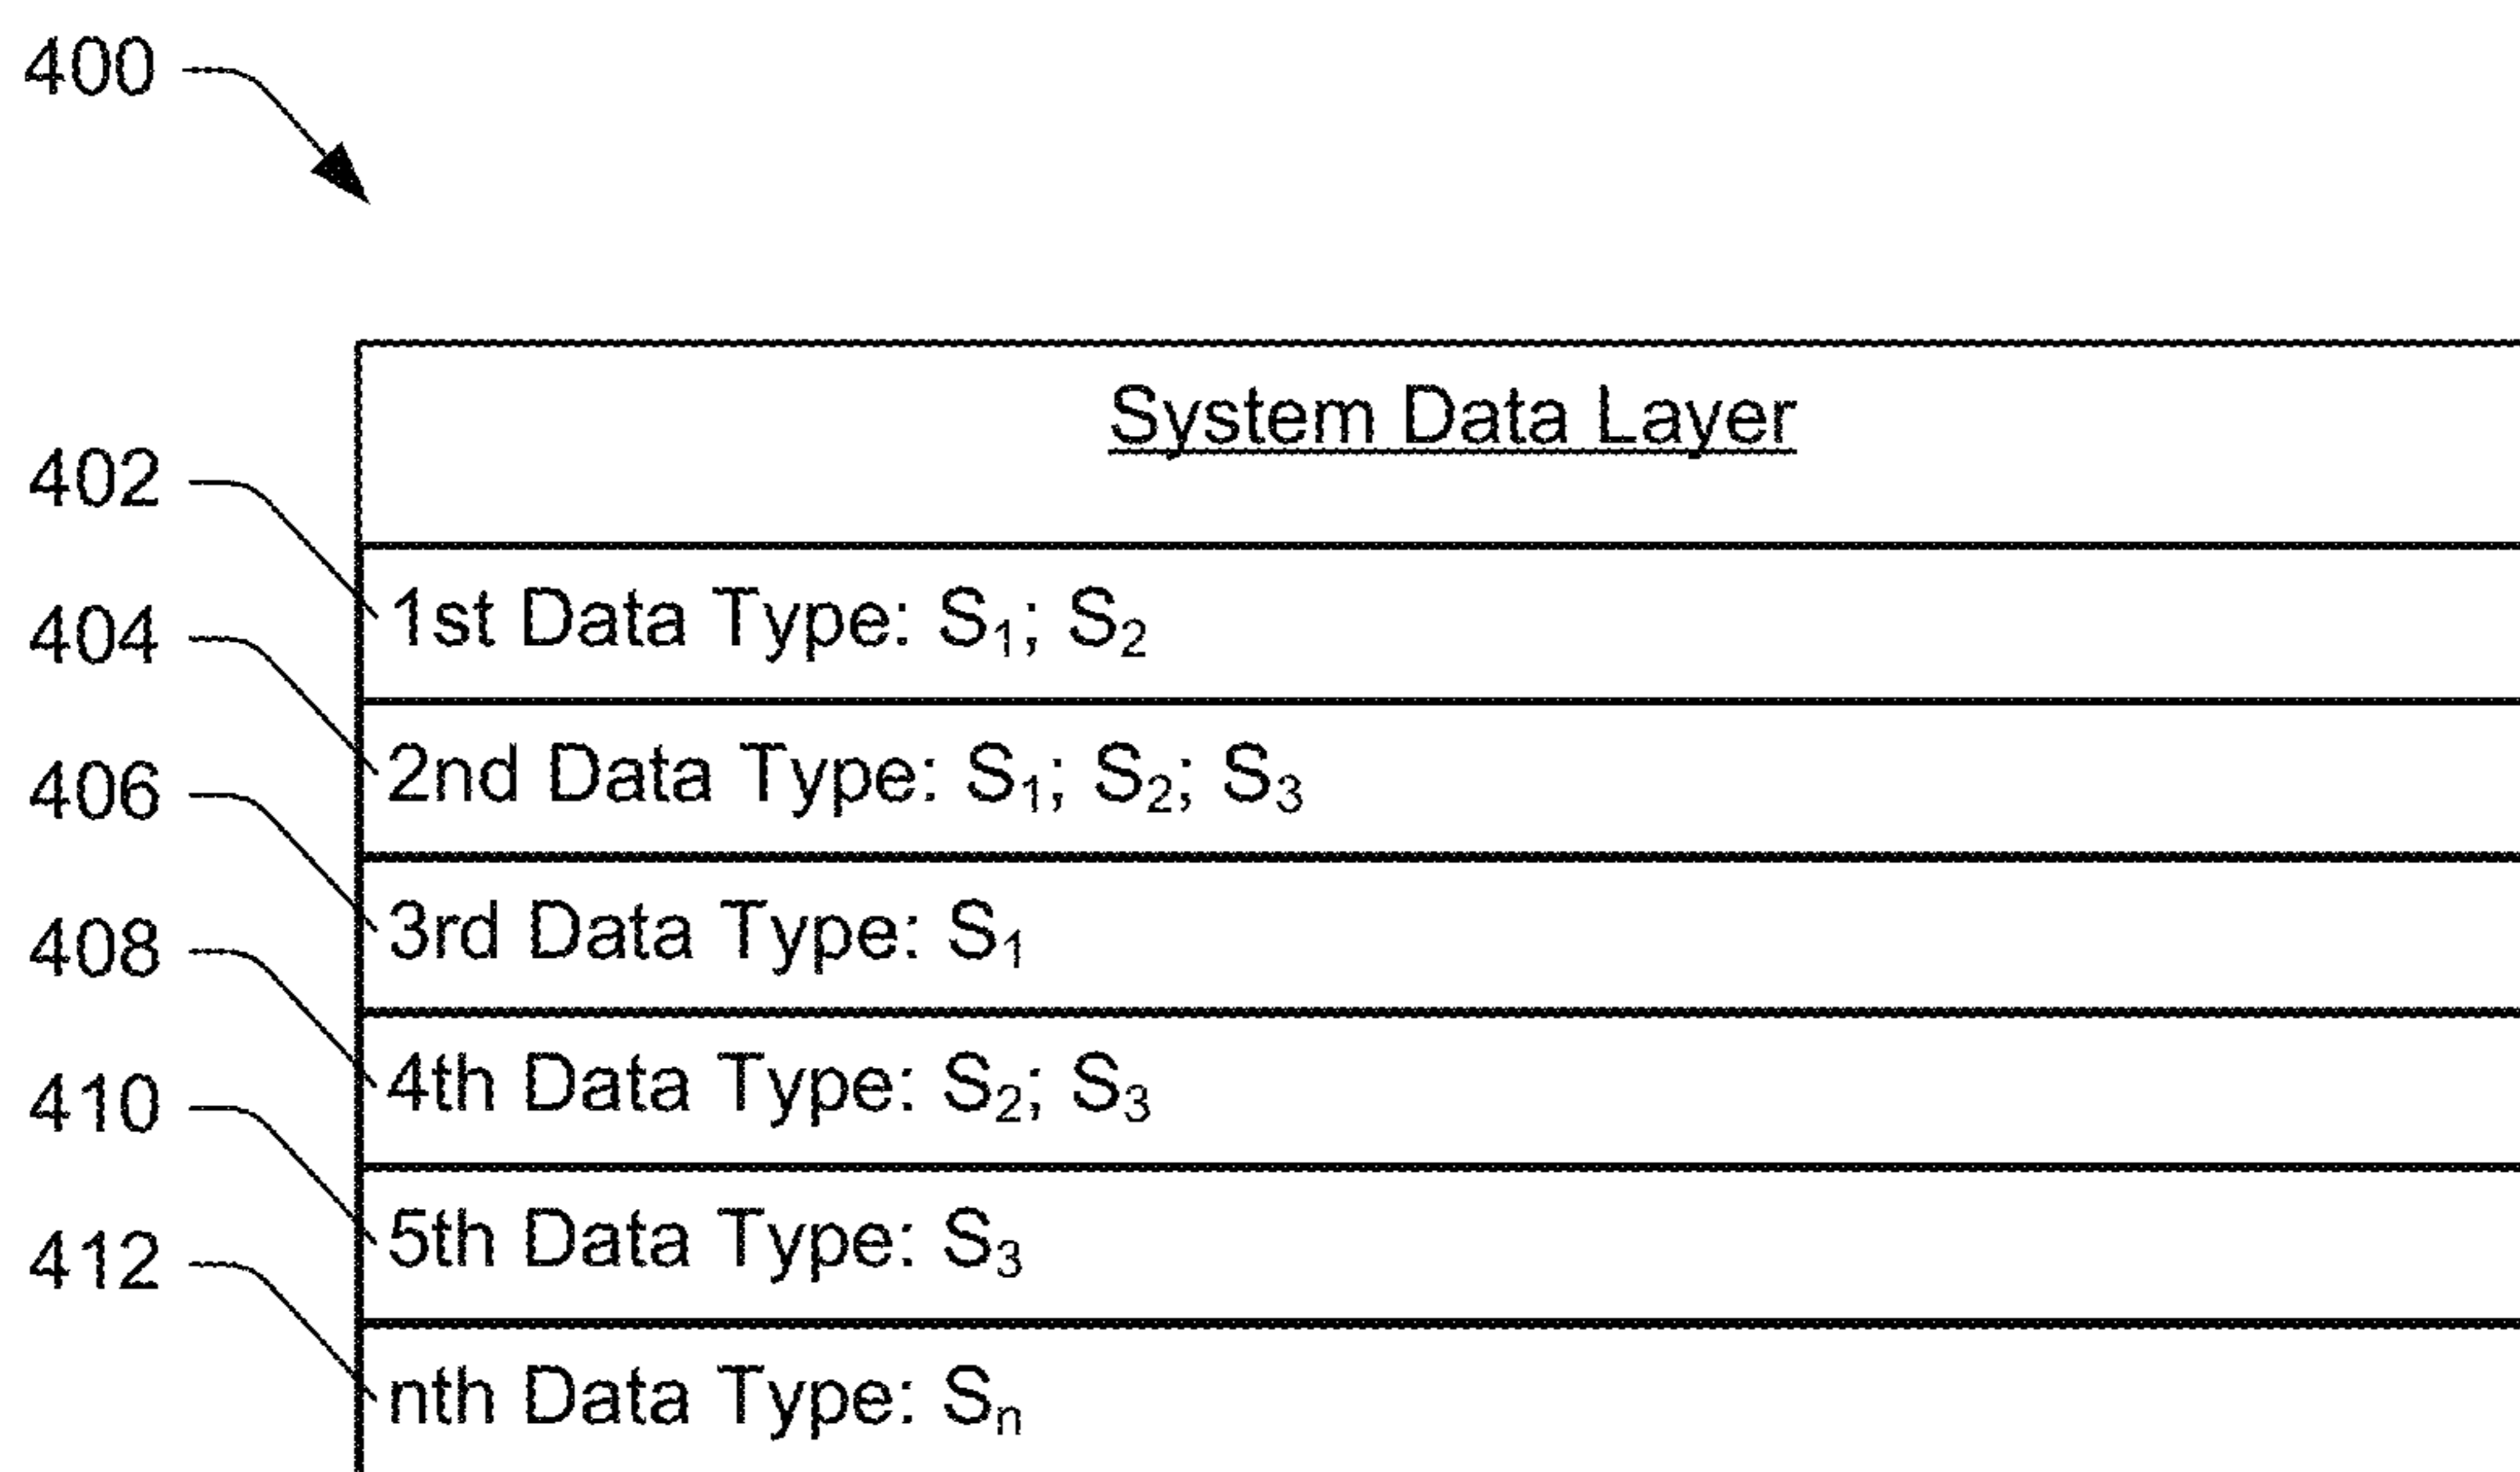 400
System Data Layer
402
1st Data Type: S₁; S₂
404
2nd Data Type: S₁; S₂; S₃
406
3rd Data Type: S₁
408
4th Data Type: S₂; S₃
410
5th Data Type: S₃
412
nth Data Type: Sₙ